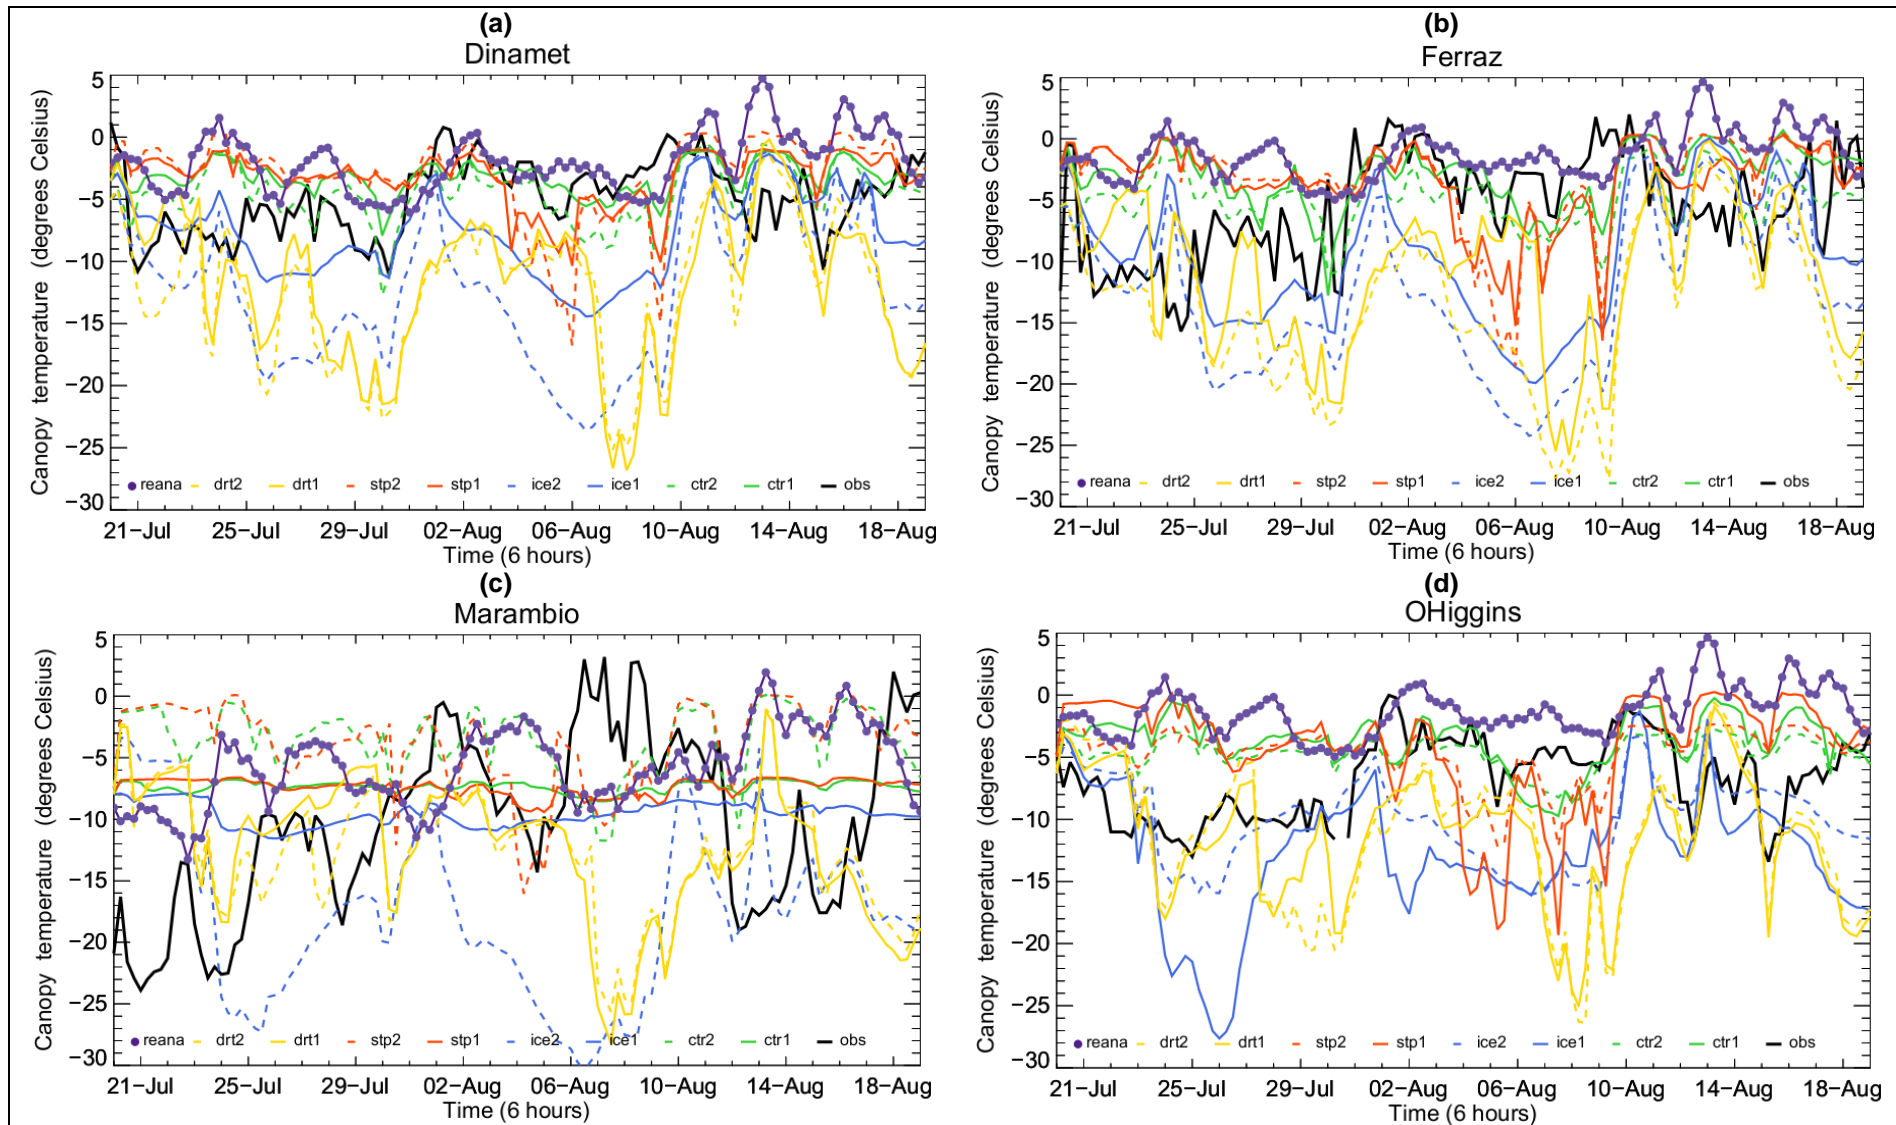 (a)
Dinamet
Canopy temperature (degrees Celsius)
5
0
−5
−10
−15
−20
−25
−30
reana drt2 drt1 stp2 stp1 ice2 ice1 ctr2 ctr1 obs
21−Jul 25−Jul 29−Jul 02−Aug 06−Aug 10−Aug 14−Aug 18−Aug
Time (6 hours)
(b)
Ferraz
Canopy temperature (degrees Celsius)
5
0
−5
−10
−15
−20
−25
−30
reana drt2 drt1 stp2 stp1 ice2 ice1 ctr2 ctr1 obs
21−Jul 25−Jul 29−Jul 02−Aug 06−Aug 10−Aug 14−Aug 18−Aug
Time (6 hours)
(c)
Marambio
Canopy temperature (degrees Celsius)
5
0
−5
−10
−15
−20
−25
−30
reana drt2 drt1 stp2 stp1 ice2 ice1 ctr2 ctr1 obs
21−Jul 25−Jul 29−Jul 02−Aug 06−Aug 10−Aug 14−Aug 18−Aug
Time (6 hours)
(d)
OHiggins
Canopy temperature (degrees Celsius)
5
0
−5
−10
−15
−20
−25
−30
reana drt2 drt1 stp2 stp1 ice2 ice1 ctr2 ctr1 obs
21−Jul 25−Jul 29−Jul 02−Aug 06−Aug 10−Aug 14−Aug 18−Aug
Time (6 hours)